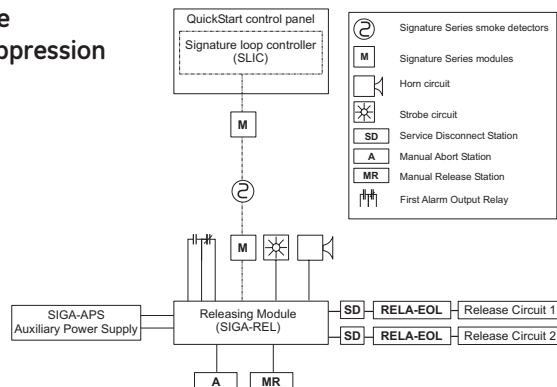 e
ppression
QuickStart control panel
Signature loop controller
(SLIC)
M
M
SIGA-APS
Auxiliary Power Supply
Releasing Module
(SIGA-REL)
SD
RELA-EOL
Release Circuit 1
SD
RELA-EOL
Release Circuit 2
A
MR
Signature Series smoke detectors
M
Signature Series modules
Horn circuit
Strobe circuit
SD
Service Disconnect Station
A
Manual Abort Station
MR
Manual Release Station
First Alarm Output Relay